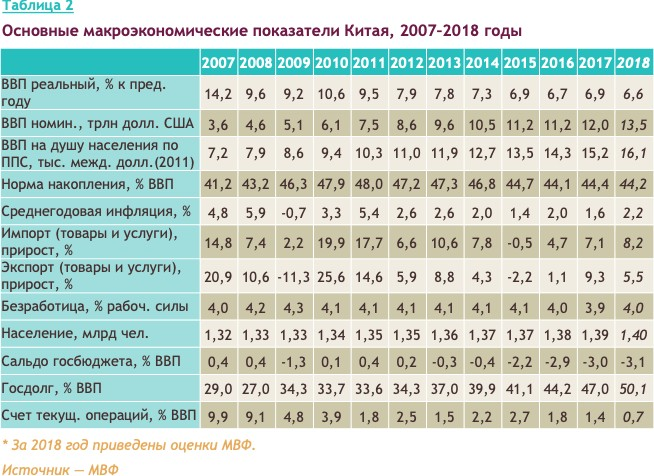 Таблица 2
Основные макроэкономические показатели Китая, 2007–2018 годы
2007 2008 2009 2010 2011 2012 2013 2014 2015 2016 2017 2018
ВВП реальный, % к пред.
году 14,2 9,6 9,2 10,6 9,5 7,9 7,8 7,3 6,9 6,7 6,9 6,6
ВВП номин., трлн долл. США 3,6 4,6 5,1 6,1 7,5 8,6 9,6 10,5 11,2 11,2 12,0 13,5
ВВП на душу населения по
ППС, тыс. межд. долл.(2011) 7,2 7,9 8,6 9,4 10,3 11,0 11,9 12,7 13,5 14,3 15,2 16,1
Норма накопления, % ВВП 41,2 43,2 46,3 47,9 48,0 47,2 47,3 46,8 44,7 44,1 44,4 44,2
Среднегодовая инфляция, % 4,8 5,9 -0,7 3,3 5,4 2,6 2,6 2,0 1,4 2,0 1,6 2,2
Импорт (товары и услуги),
прирост, % 14,8 7,4 2,2 19,9 17,7 6,6 10,6 7,8 -0,5 4,7 7,1 8,2
Экспорт (товары и услуги),
прирост, % 20,9 10,6 -11,3 25,6 14,6 5,9 8,8 4,3 -2,2 1,1 9,3 5,5
Безработица, % рабоч. силы 4,0 4,2 4,3 4,1 4,1 4,1 4,1 4,1 4,1 4,0 3,9 4,0
Население, млрд чел. 1,32 1,33 1,33 1,34 1,35 1,35 1,36 1,37 1,37 1,38 1,39 1,40
Сальдо госбюджета, % ВВП 0,4 0,4 -1,3 0,1 0,4 0,2 -0,3 -0,4 -2,2 -2,9 -3,0 -3,1
Госдолг, % ВВП 29,0 27,0 34,3 33,7 33,6 34,3 37,0 39,9 41,1 44,2 47,0 50,1
Счет текущ. операций, % ВВП 9,9 9,1 4,8 3,9 1,8 2,5 1,5 2,2 2,7 1,8 1,4 0,7
* За 2018 год приведены оценки МВФ.
Источник — МВФ